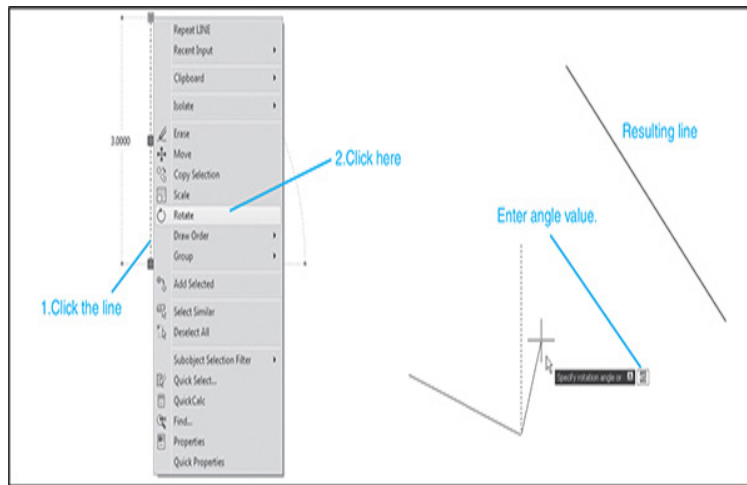 Repeat LINE
Recent Input
Clipboard
Isolate
Erase
Move
Copy Selection
Scale
Rotate
Draw Order
Group
Add Selected
Select Similar
Deselect All
Subobject Selection Filter
Quick Select...
QuickCalc
Find...
Properties
Quick Properties
3.0000
1.Click the line
2.Click here
Resulting line
Enter angle value.
Specify rotation angle or